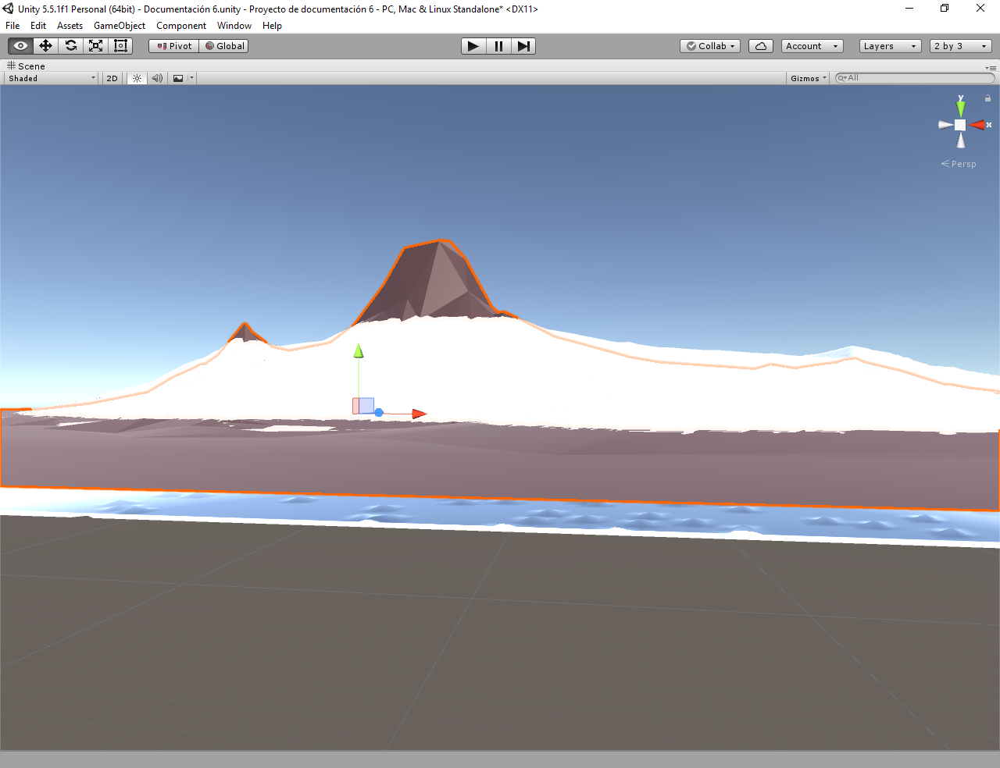 Unity 5.5.1f1 Personal (64bit) - Documentación 6.unity - Proyecto de documentación 6 - PC, Mac & Linux Standalone* <DX11>
File Edit Assets GameObject Component Window Help
Pivot Global Collab Account Layers 2 by 3
Scene
Shaded 2D Gizmos All
y
x
Persp